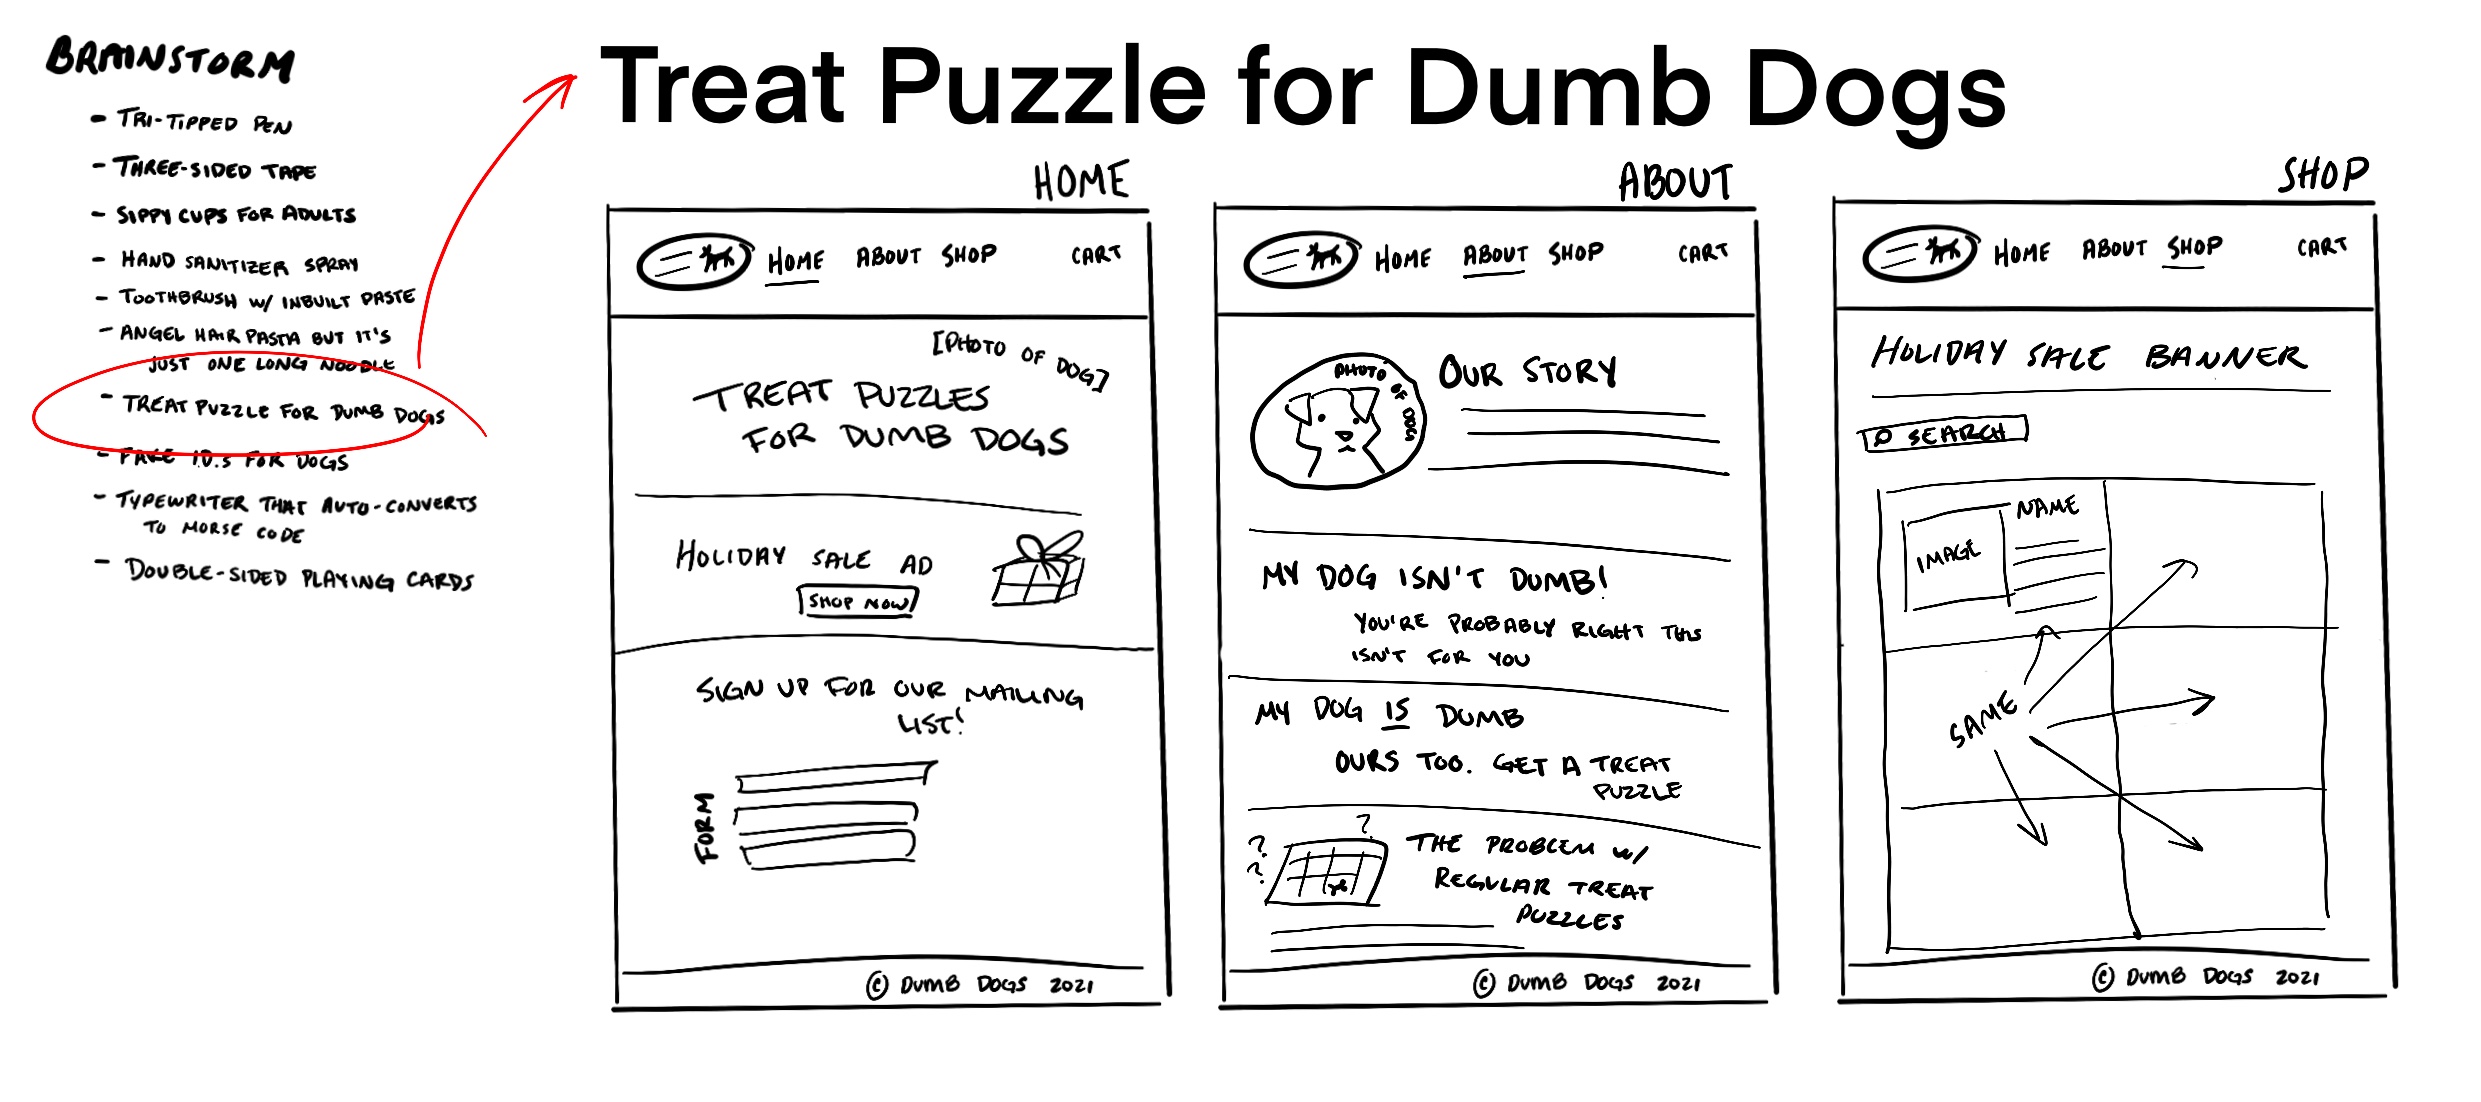 BRAINSTORM
- TRI-TIPPED PEN
- THREE-SIDED TAPE
- SIPPY CUPS FOR ADULTS
- HAND SANITIZER SPRAY
- TOOTHBRUSH W/ INBUILT PASTE
- ANGEL HAIR PASTA BUT IT'S
JUST ONE LONG NOODLE
- TREAT PUZZLE FOR DUMB DOGS
- FAKE I.D.S FOR DOGS
- TYPEWRITER THAT AUTO-CONVERTS
TO MORSE CODE
- DOUBLE-SIDED PLAYING CARDS
Treat Puzzle for Dumb Dogs
HOME
HOME ABOUT SHOP CART
[PHOTO OF DOG]
TREAT PUZZLES
FOR DUMB DOGS
HOLIDAY SALE AD
SHOP NOW
SIGN UP FOR OUR MAILING
LIST!
FORM
© DUMB DOGS 2021
ABOUT
HOME ABOUT SHOP CART
PHOTO OF DOG
OUR STORY
MY DOG ISN'T DUMB!
YOU'RE PROBABLY RIGHT THIS
ISN'T FOR YOU
MY DOG IS DUMB
OURS TOO. GET A TREAT
PUZZLE
? ? ?
THE PROBLEM W/
REGULAR TREAT
PUZZLES
© DUMB DOGS 2021
SHOP
HOME ABOUT SHOP CART
HOLIDAY SALE BANNER
SEARCH
IMAGE
NAME
SAME
© DUMB DOGS 2021